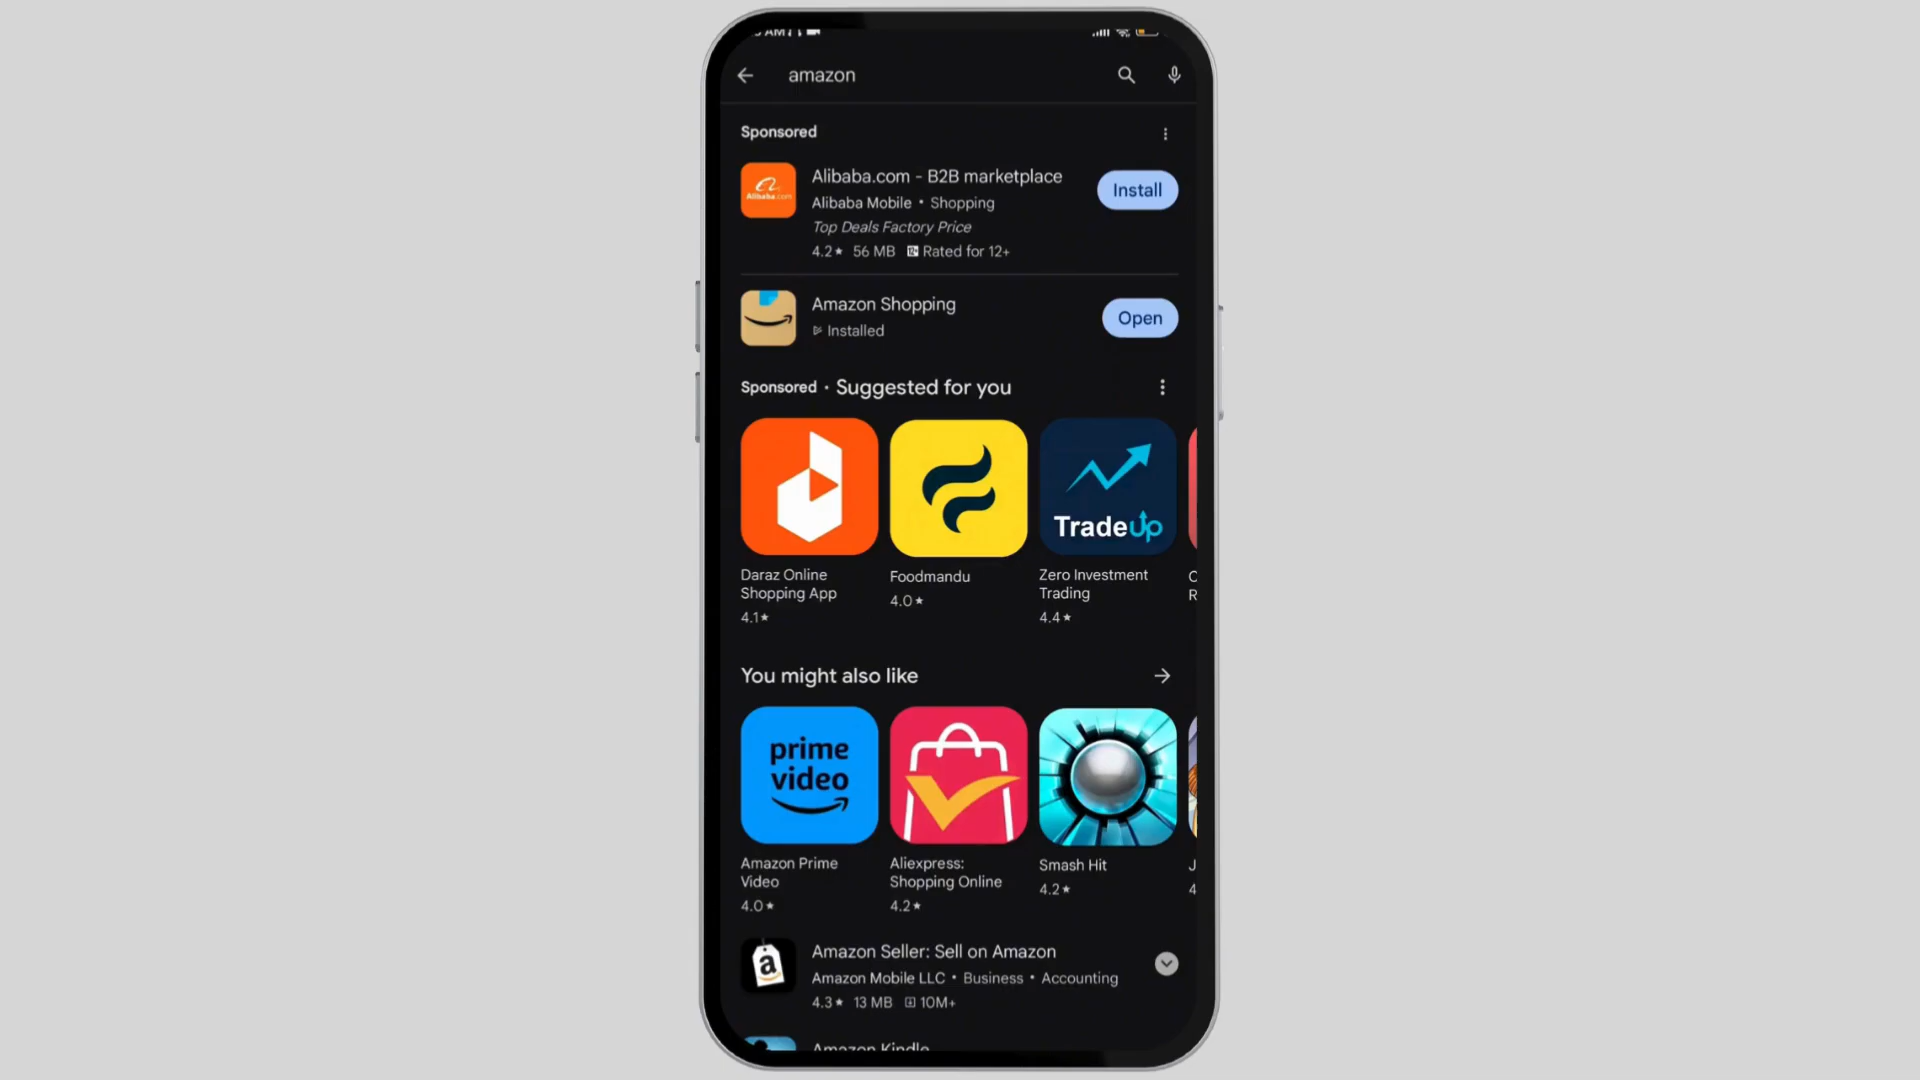 amazon
Sponsored
Alibaba.com - B2B marketplace
Install
Alibaba.com
Alibaba Mobile • Shopping
Top Deals Factory Price
4.2★ 56 MB Rated for 12+
Amazon Shopping
Installed
Open
Sponsored • Suggested for you
TradeUp
Daraz Online
Shopping App
4.1★
Foodmandu
4.0★
Zero Investment
Trading
4.4★
You might also like
prime
video
Amazon Prime
Video
4.0★
Aliexpress:
Shopping Online
4.2★
Smash Hit
4.2★
J
4
Amazon Seller: Sell on Amazon
a
Amazon Mobile LLC • Business • Accounting
4.3★ 13 MB 10M+
Amazon Kindle